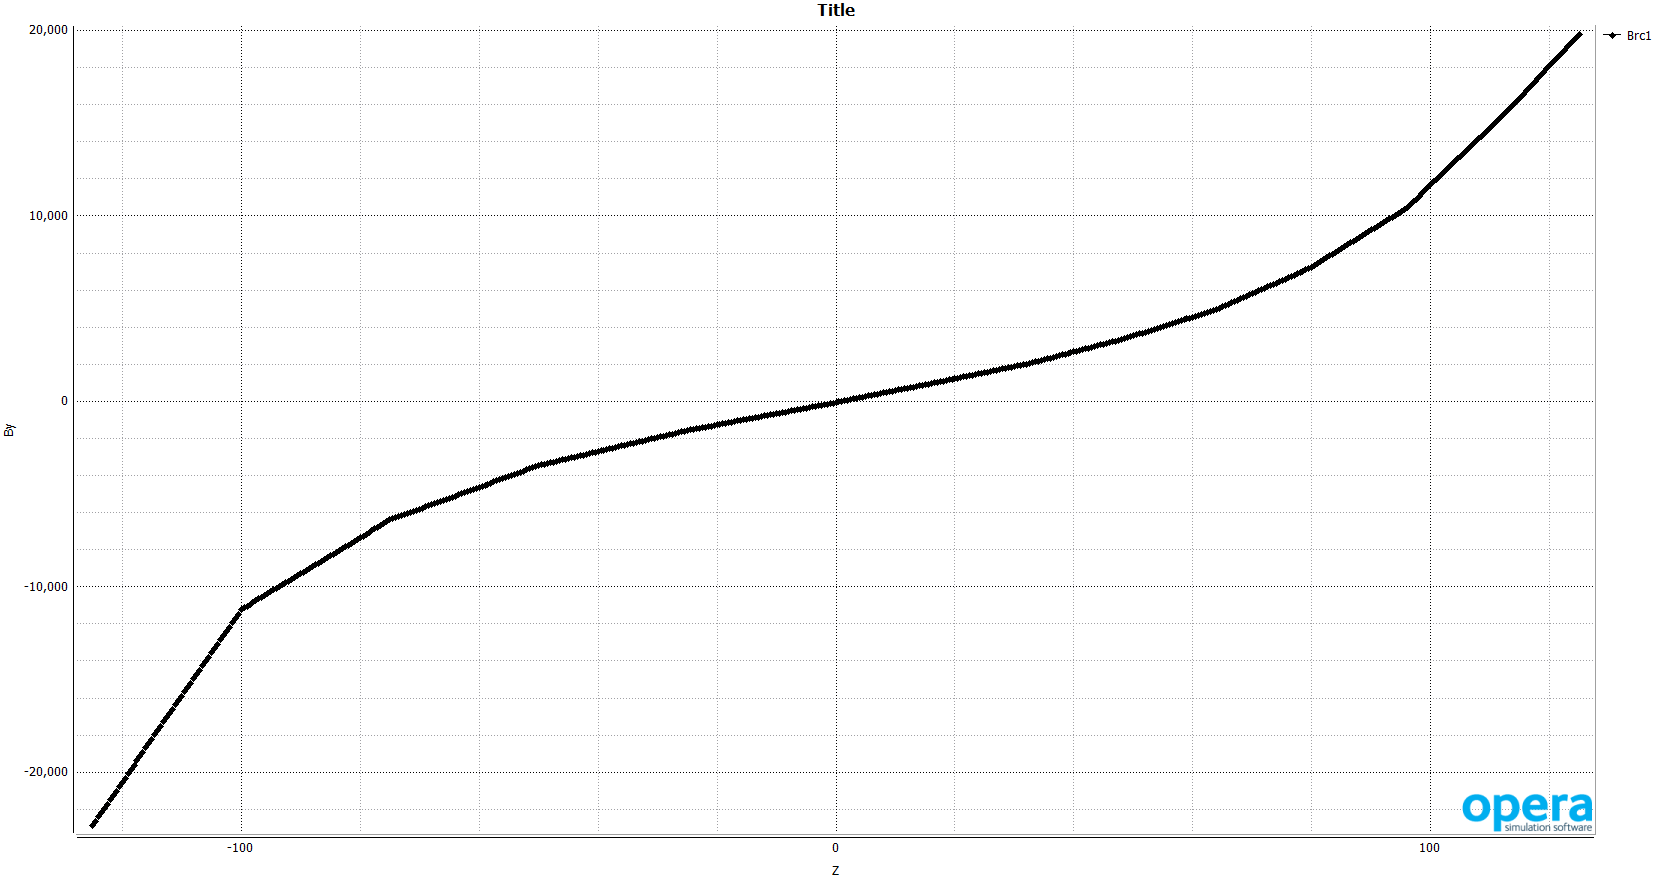 Title
20,000
Brc1
10,000
0
By
-10,000
-20,000
opera
simulation software
-100
0
100
Z